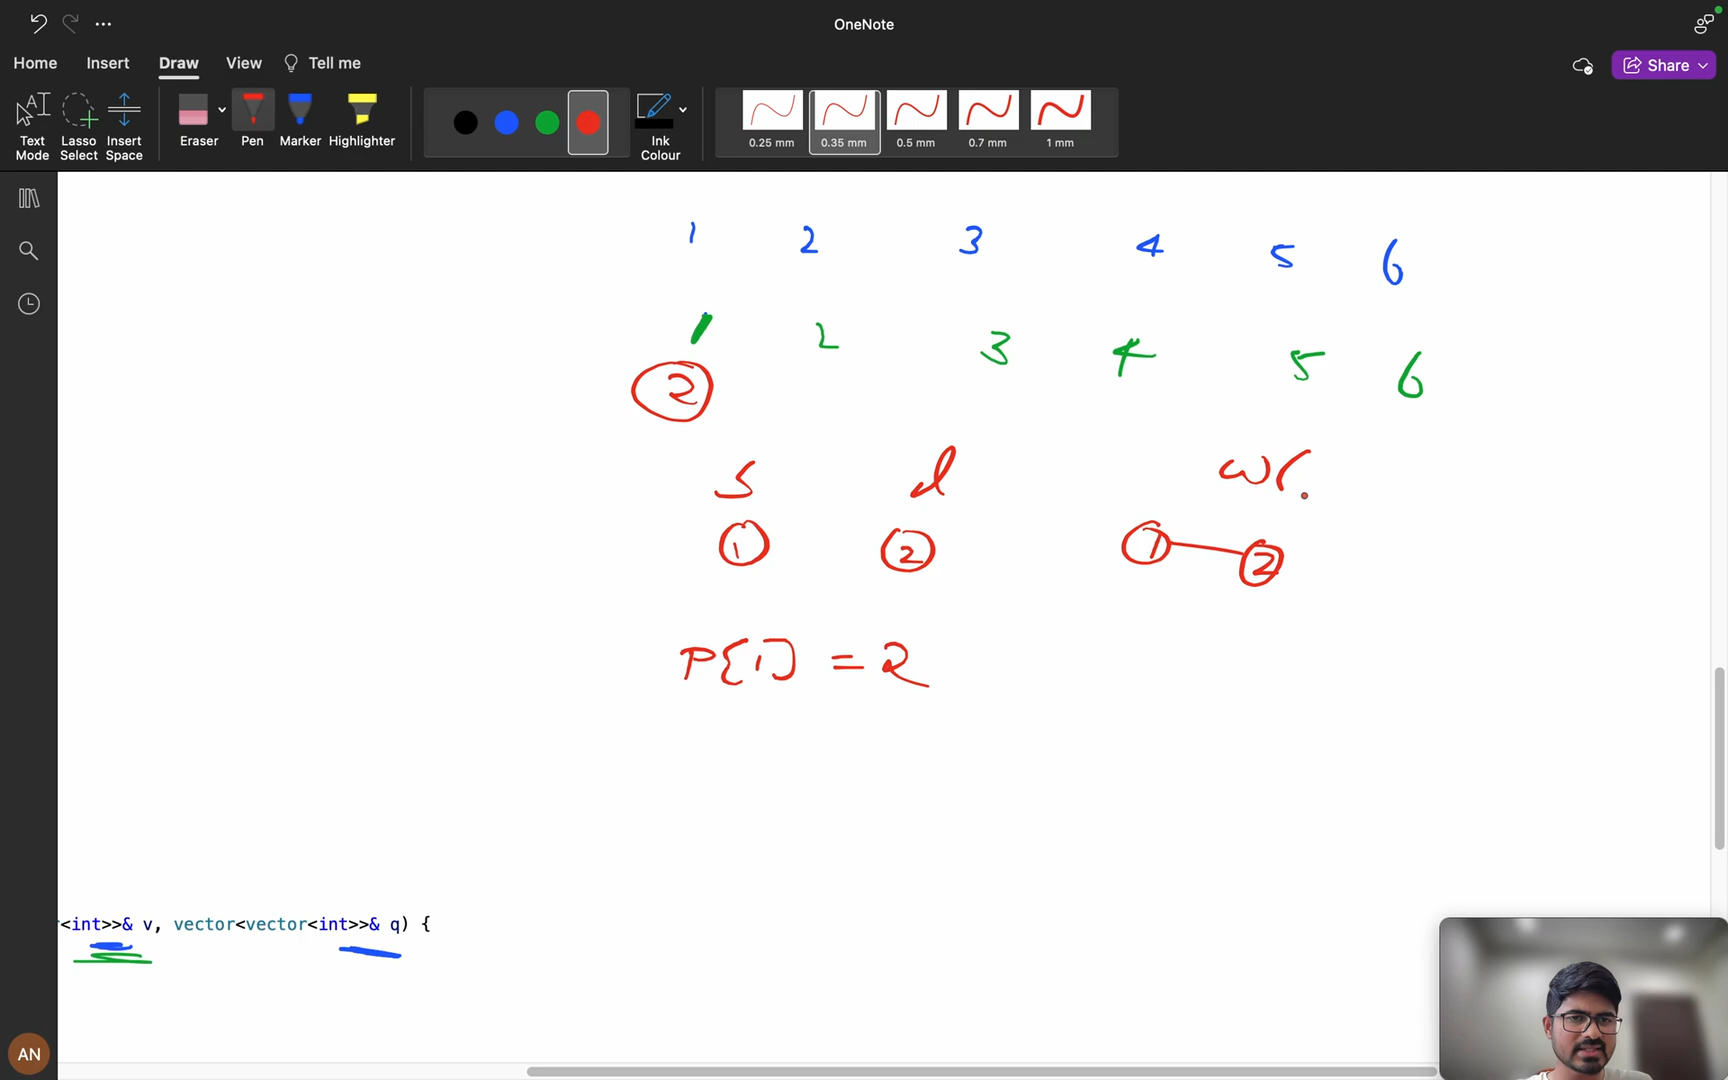 OneNote
Home Insert Draw View Tell me Share
Text Mode Lasso Select Insert Space Eraser Pen Marker Highlighter Ink Colour 0.25 mm 0.35 mm 0.5 mm 0.7 mm 1 mm
1 2 3 4 5 6
1 2 3 4 5 6
2
s d
1 2 1 2
P[1] = 2
<int>>& v, vector<vector<int>>& q) {
AN